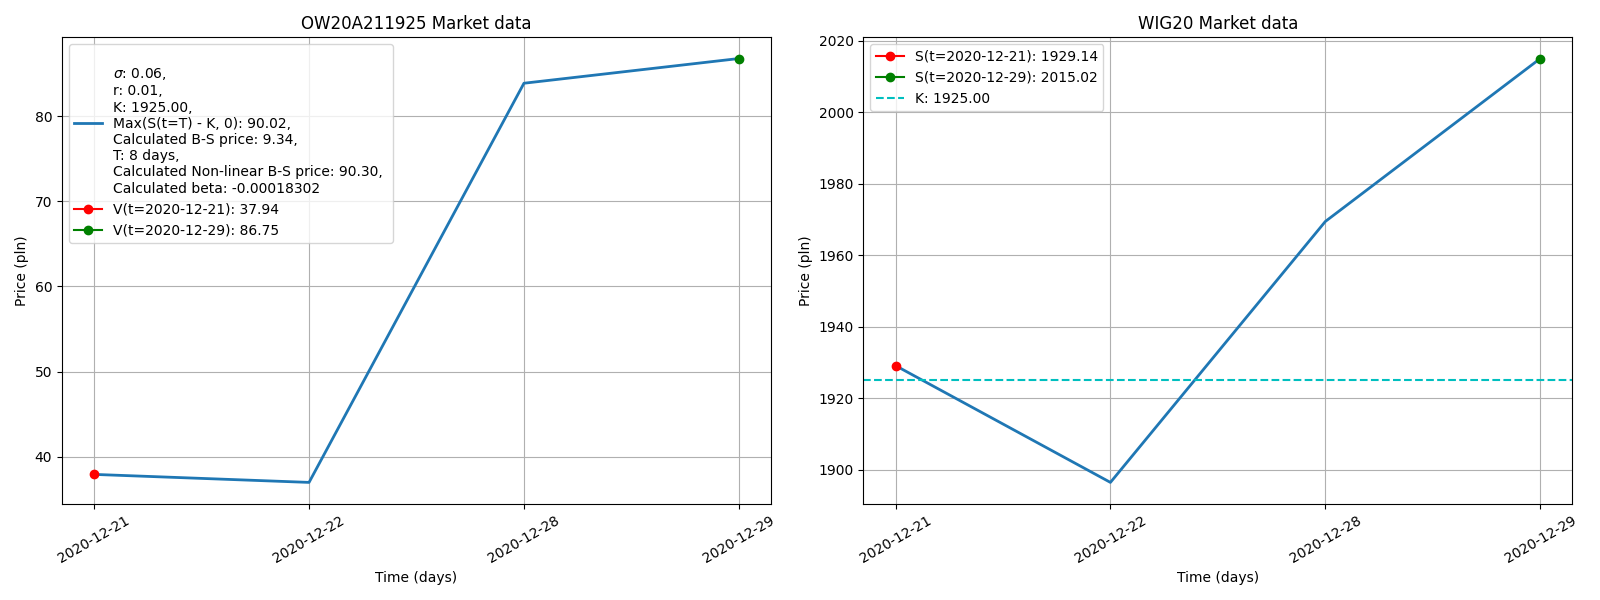 OW20A211925 Market data
σ: 0.06,
r: 0.01,
K: 1925.00,
Max(S(t=T) - K, 0): 90.02,
Calculated B-S price: 9.34,
T: 8 days,
Calculated Non-linear B-S price: 90.30,
Calculated beta: -0.00018302
V(t=2020-12-21): 37.94
V(t=2020-12-29): 86.75
80
70
60
50
40
Price (pln)
2020-12-21
2020-12-22
2020-12-28
2020-12-29
Time (days)
WIG20 Market data
S(t=2020-12-21): 1929.14
S(t=2020-12-29): 2015.02
K: 1925.00
2020
2000
1980
1960
1940
1920
1900
Price (pln)
2020-12-21
2020-12-22
2020-12-28
2020-12-29
Time (days)